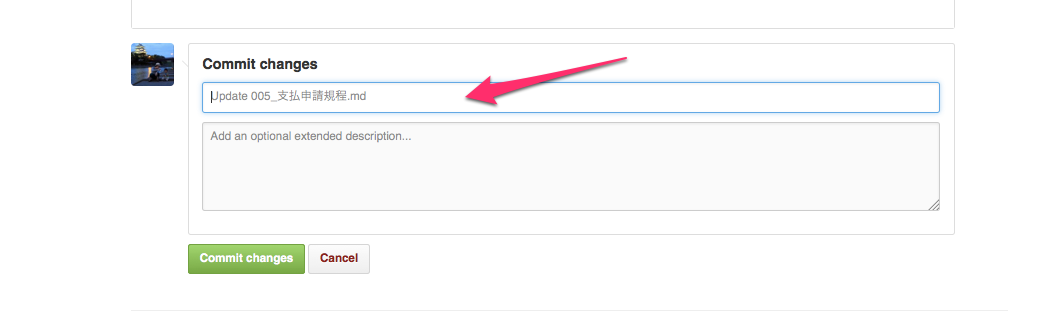 Commit changes
Update 005_支払申請規程.md
Add an optional extended description...
Commit changes
Cancel